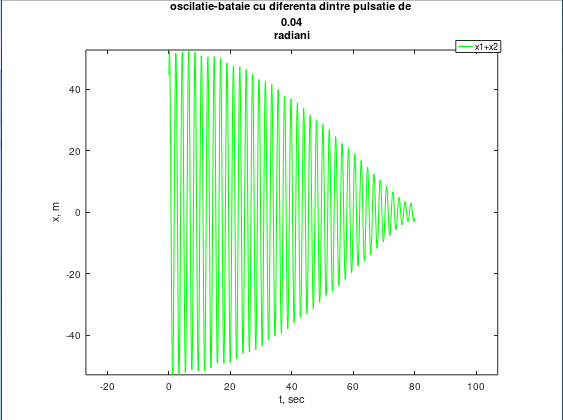 oscilatie-bataie cu diferenta dintre pulsatie de
0.04
radiani
x1+x2
40
20
0
-20
-40
x, m
-20
0
20
40
60
80
100
t, sec